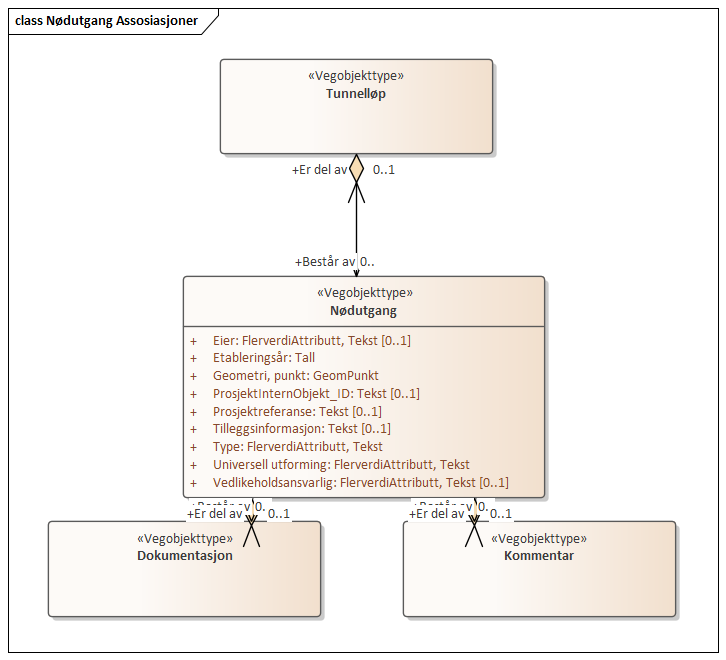 class Nødutgang Assosiasjoner
«Vegobjekttype»
Tunnelløp
+Er del av 0..1
+Består av 0..
«Vegobjekttype»
Nødutgang
+ Eier: FlerverdiAttributt, Tekst [0..1]
+ Etableringsår: Tall
+ Geometri, punkt: GeomPunkt
+ ProsjektInternObjekt_ID: Tekst [0..1]
+ Prosjektreferanse: Tekst [0..1]
+ Tilleggsinformasjon: Tekst [0..1]
+ Type: FlerverdiAttributt, Tekst
+ Universell utforming: FlerverdiAttributt, Tekst
+ Vedlikeholdsansvarlig: FlerverdiAttributt, Tekst [0..1]
+Består av 0. +Består av 0.
+Er del av 0..1 +Er del av 0..1
«Vegobjekttype» «Vegobjekttype»
Dokumentasjon Kommentar